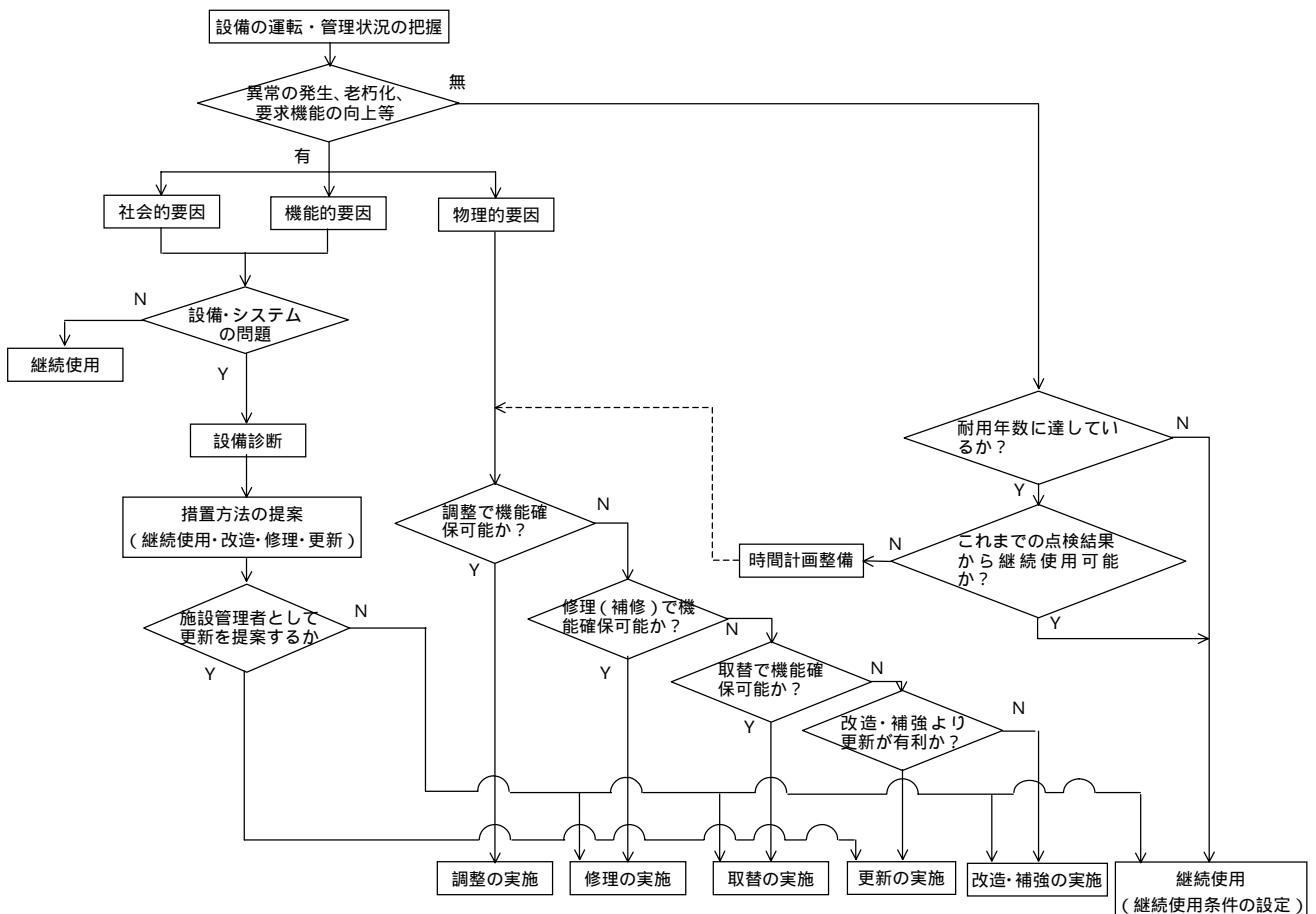 設備の運転・管理状況の把握
異常の発生、老朽化、
要求機能の向上等
無
有
社会的要因
機能的要因
物理的要因
N
設備・システム
の問題
継続使用
Y
設備診断
耐用年数に達してい
るか？
N
Y
措置方法の提案
（継続使用・改造・修理・更新）
調整で機能確
保可能か？
N
Y
時間計画整備
N
これまでの点検結果
から継続使用可能
か？
Y
施設管理者として
更新を提案するか
N
Y
修理（補修）で機
能確保可能か？
N
Y
取替で機能確
保可能か？
N
Y
改造・補強より
更新が有利か？
N
Y
調整の実施
修理の実施
取替の実施
更新の実施
改造・補強の実施
継続使用
（継続使用条件の設定）